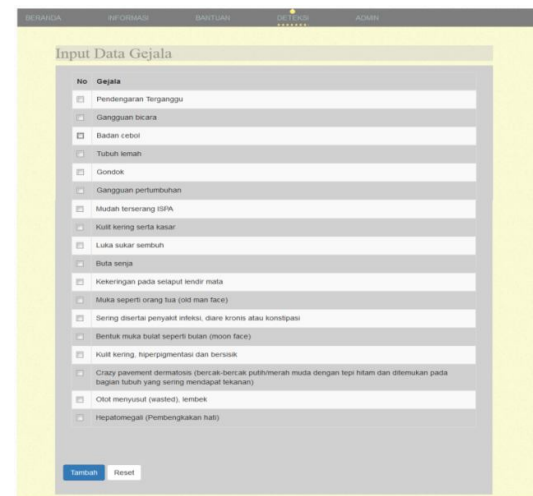 BERANDA INFORMASI BANTUAN DETEKSI ADMIN
Input Data Gejala
No Gejala
Pendengaran Terganggu
Gangguan bicara
Badan cebol
Tubuh lemah
Gondok
Gangguan pertumbuhan
Mudah terserang ISPA
Kulit kering serta kasar
Luka sukar sembuh
Buta senja
Kekeringan pada selaput lendir mata
Muka seperti orang tua (old man face)
Sering disertai penyakit infeksi, diare kronis atau konstipasi
Bentuk muka bulat seperti bulan (moon face)
Kulit kering, hiperpigmentasi dan bersisik
Crazy pavement dermatosis (bercak-bercak putih/merah muda dengan tepi hitam dan ditemukan pada
bagian tubuh yang sering mendapat tekanan)
Otot menyusut (wasted), lembek
Hepatomegali (Pembengkakan hati)
Tambah Reset